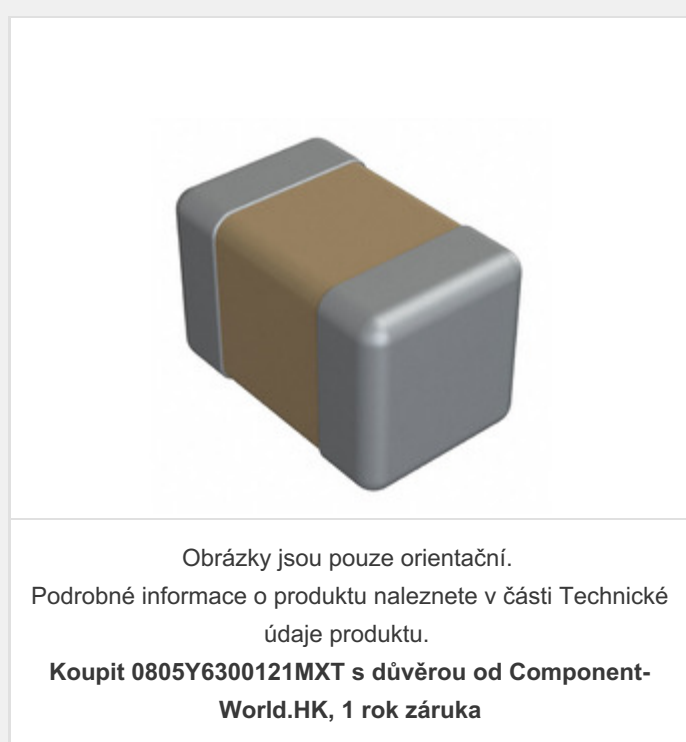 Obrázky jsou pouze orientační.
Podrobné informace o produktu naleznete v části Technické
údaje produktu.
Koupit 0805Y6300121MXT s důvěrou od Component-
World.HK, 1 rok záruka